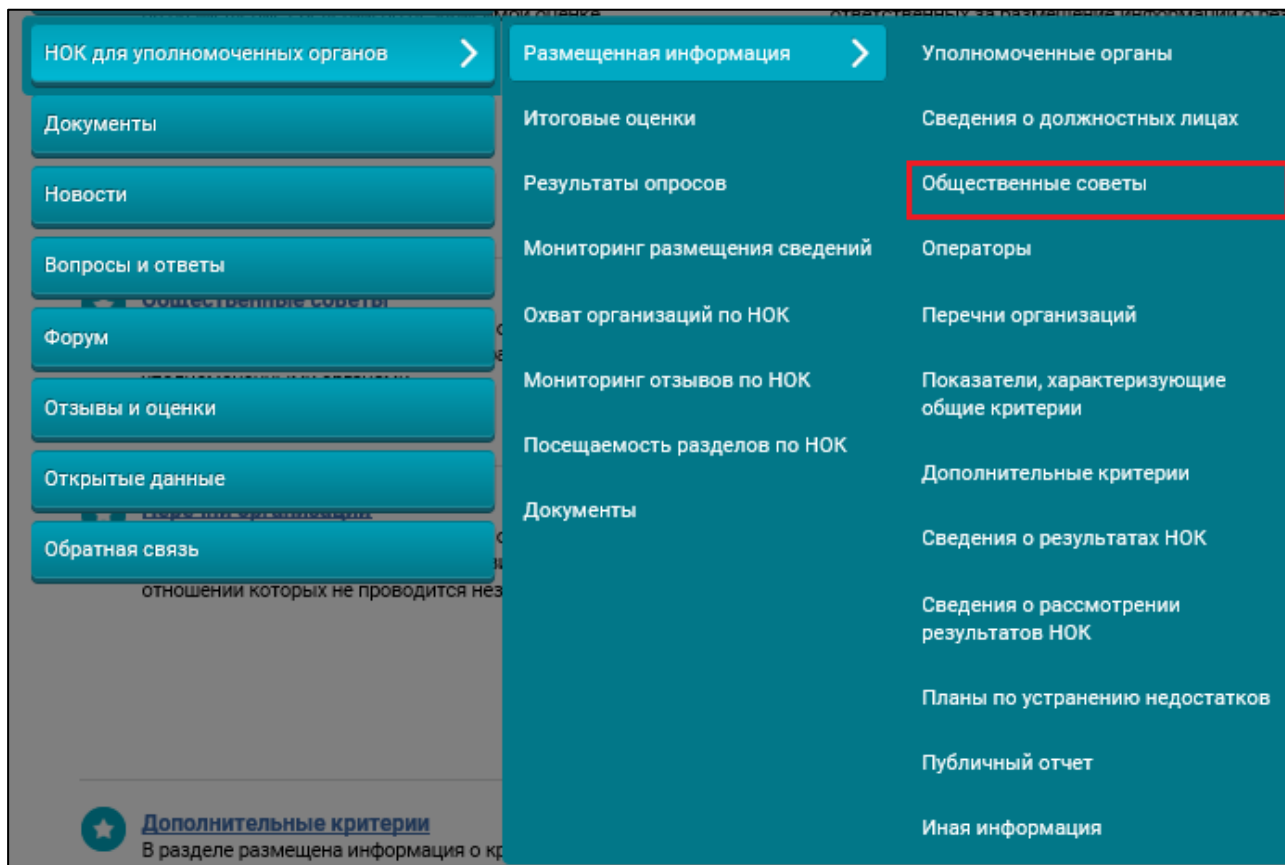 НОК для уполномоченных органов
Документы
Новости
Вопросы и ответы
Общественные советы
Форум
Отзывы и оценки
Открытые данные
Обратная связь
отношении которых не проводится нез
Дополнительные критерии
В разделе размещена информация о кр
Размещенная информация
Итоговые оценки
Результаты опросов
Мониторинг размещения сведений
Охват организаций по НОК
Мониторинг отзывов по НОК
Посещаемость разделов по НОК
Документы
Уполномоченные органы
Сведения о должностных лицах
Общественные советы
Операторы
Перечни организаций
Показатели, характеризующие
общие критерии
Дополнительные критерии
Сведения о результатах НОК
Сведения о рассмотрении
результатов НОК
Планы по устранению недостатков
Публичный отчет
Иная информация